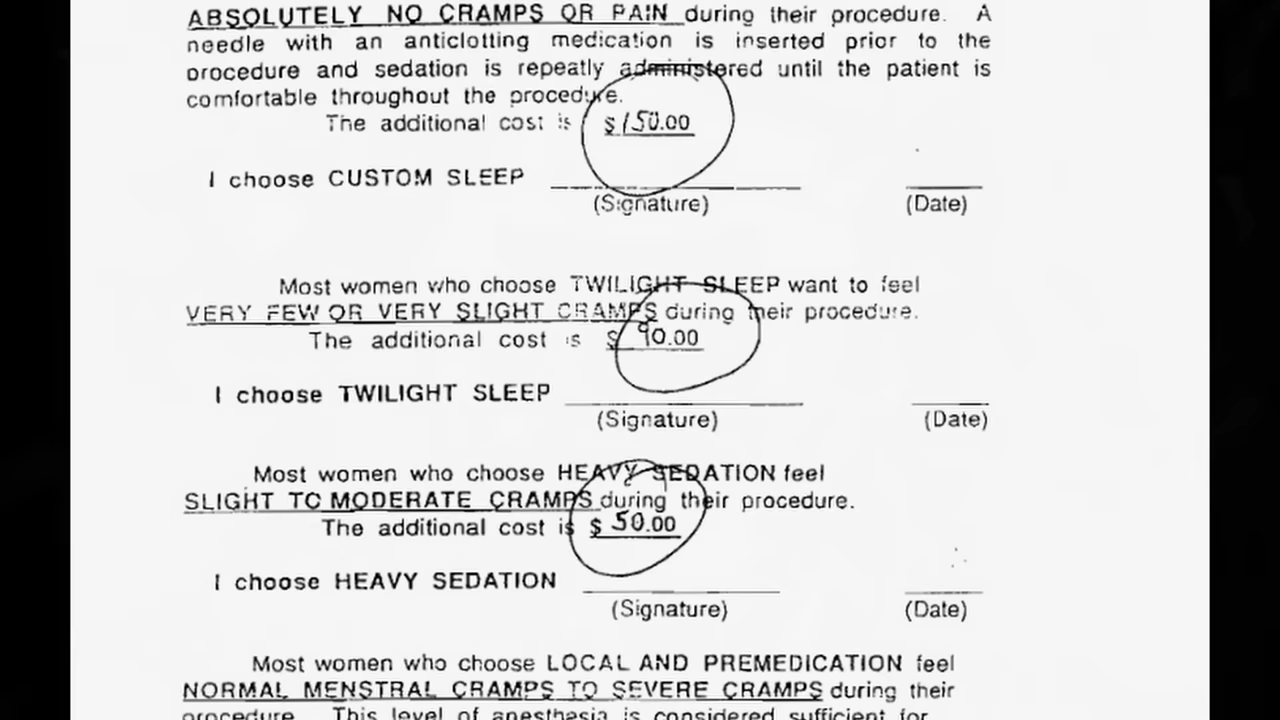 ABSOLUTELY NO CRAMPS OR PAIN during their procedure. A
needle with an anticlotting medication is inserted prior to the
procedure and sedation is repeatly administered until the patient is
comfortable throughout the procedure.
The additional cost is $150.00
I choose CUSTOM SLEEP
(Signature) (Date)
Most women who choose TWILIGHT SLEEP want to feel
VERY FEW OR VERY SLIGHT CRAMPS during their procedure.
The additional cost is $ 90.00
I choose TWILIGHT SLEEP
(Signature) (Date)
Most women who choose HEAVY SEDATION feel
SLIGHT TO MODERATE CRAMPS during their procedure.
The additional cost is $ 50.00
I choose HEAVY SEDATION
(Signature) (Date)
Most women who choose LOCAL AND PREMEDICATION feel
NORMAL MENSTRAL CRAMPS TO SEVERE CRAMPS during their
procedure. This level of anesthesia is considered sufficient for